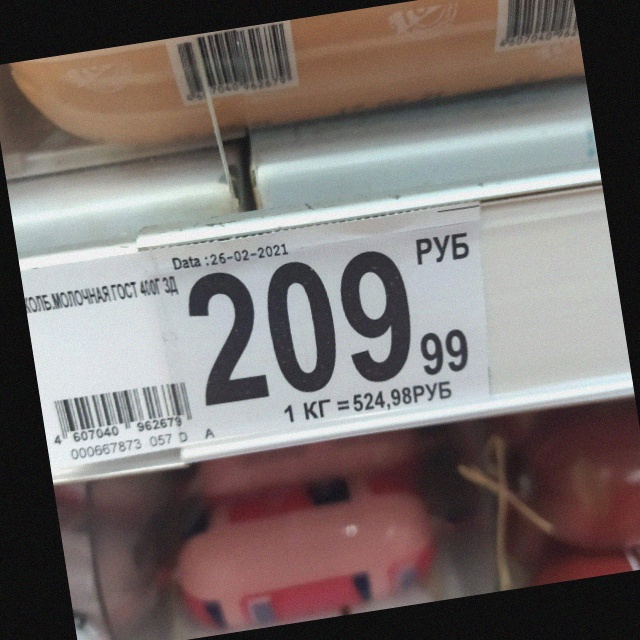 Data :26-02-2021
КОЛБ.МОЛОЧНАЯ ГОСТ 400Г ЗД
209 99 РУБ
1 КГ =524,98РУБ
4 607040 962679
000667873 057 D A